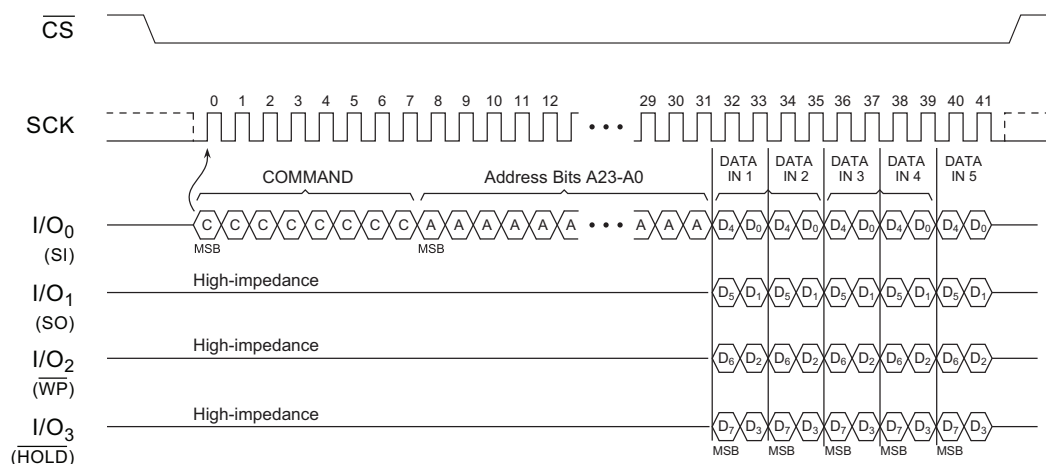 CS
0 1 2 3 4 5 6 7 8 9 10 11 12 29 30 31 32 33 34 35 36 37 38 39 40 41
SCK
COMMAND Address Bits A23-A0 DATA IN 1 DATA IN 2 DATA IN 3 DATA IN 4 DATA IN 5
I/O0 (SI) C C C C C C C C A A A A A A A A A D4 D0 D4 D0 D4 D0 D4 D0 D4 D0
MSB MSB
I/O1 (SO) High-impedance D5 D1 D5 D1 D5 D1 D5 D1 D5 D1
I/O2 (WP) High-impedance D6 D2 D6 D2 D6 D2 D6 D2 D6 D2
I/O3 (HOLD) High-impedance D7 D3 D7 D3 D7 D3 D7 D3 D7 D3
MSB MSB MSB MSB MSB